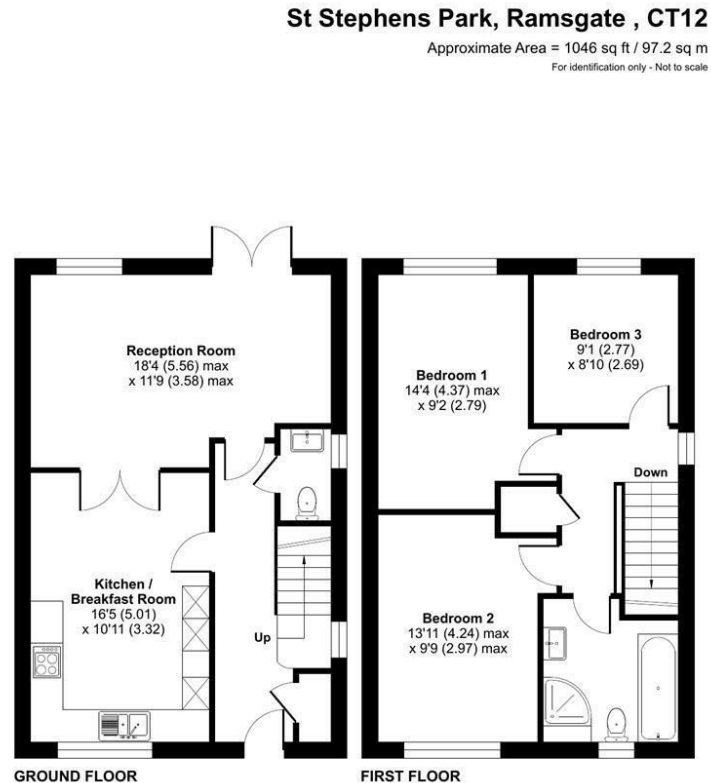 St Stephens Park, Ramsgate , CT12
Approximate Area = 1046 sq ft / 97.2 sq m
For identification only - Not to scale
Reception Room
18'4 (5.56) max
x 11'9 (3.58) max
Kitchen /
Breakfast Room
16'5 (5.01)
x 10'11 (3.32)
Up
GROUND FLOOR
Bedroom 1
14'4 (4.37) max
x 9'2 (2.79)
Bedroom 3
9'1 (2.77)
x 8'10 (2.69)
Down
Bedroom 2
13'11 (4.24) max
x 9'9 (2.97) max
FIRST FLOOR